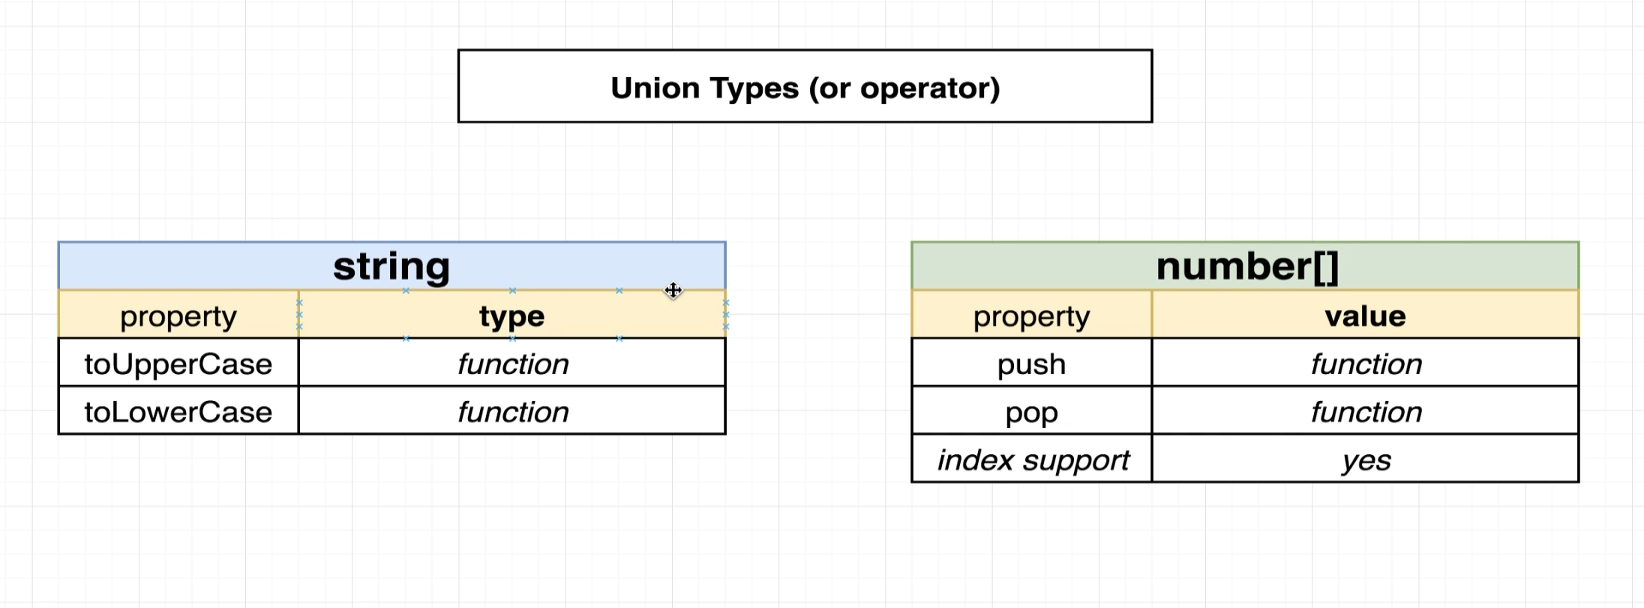 Union Types (or operator)
string
property type
toUpperCase function
toLowerCase function
number[]
property value
push function
pop function
index support yes